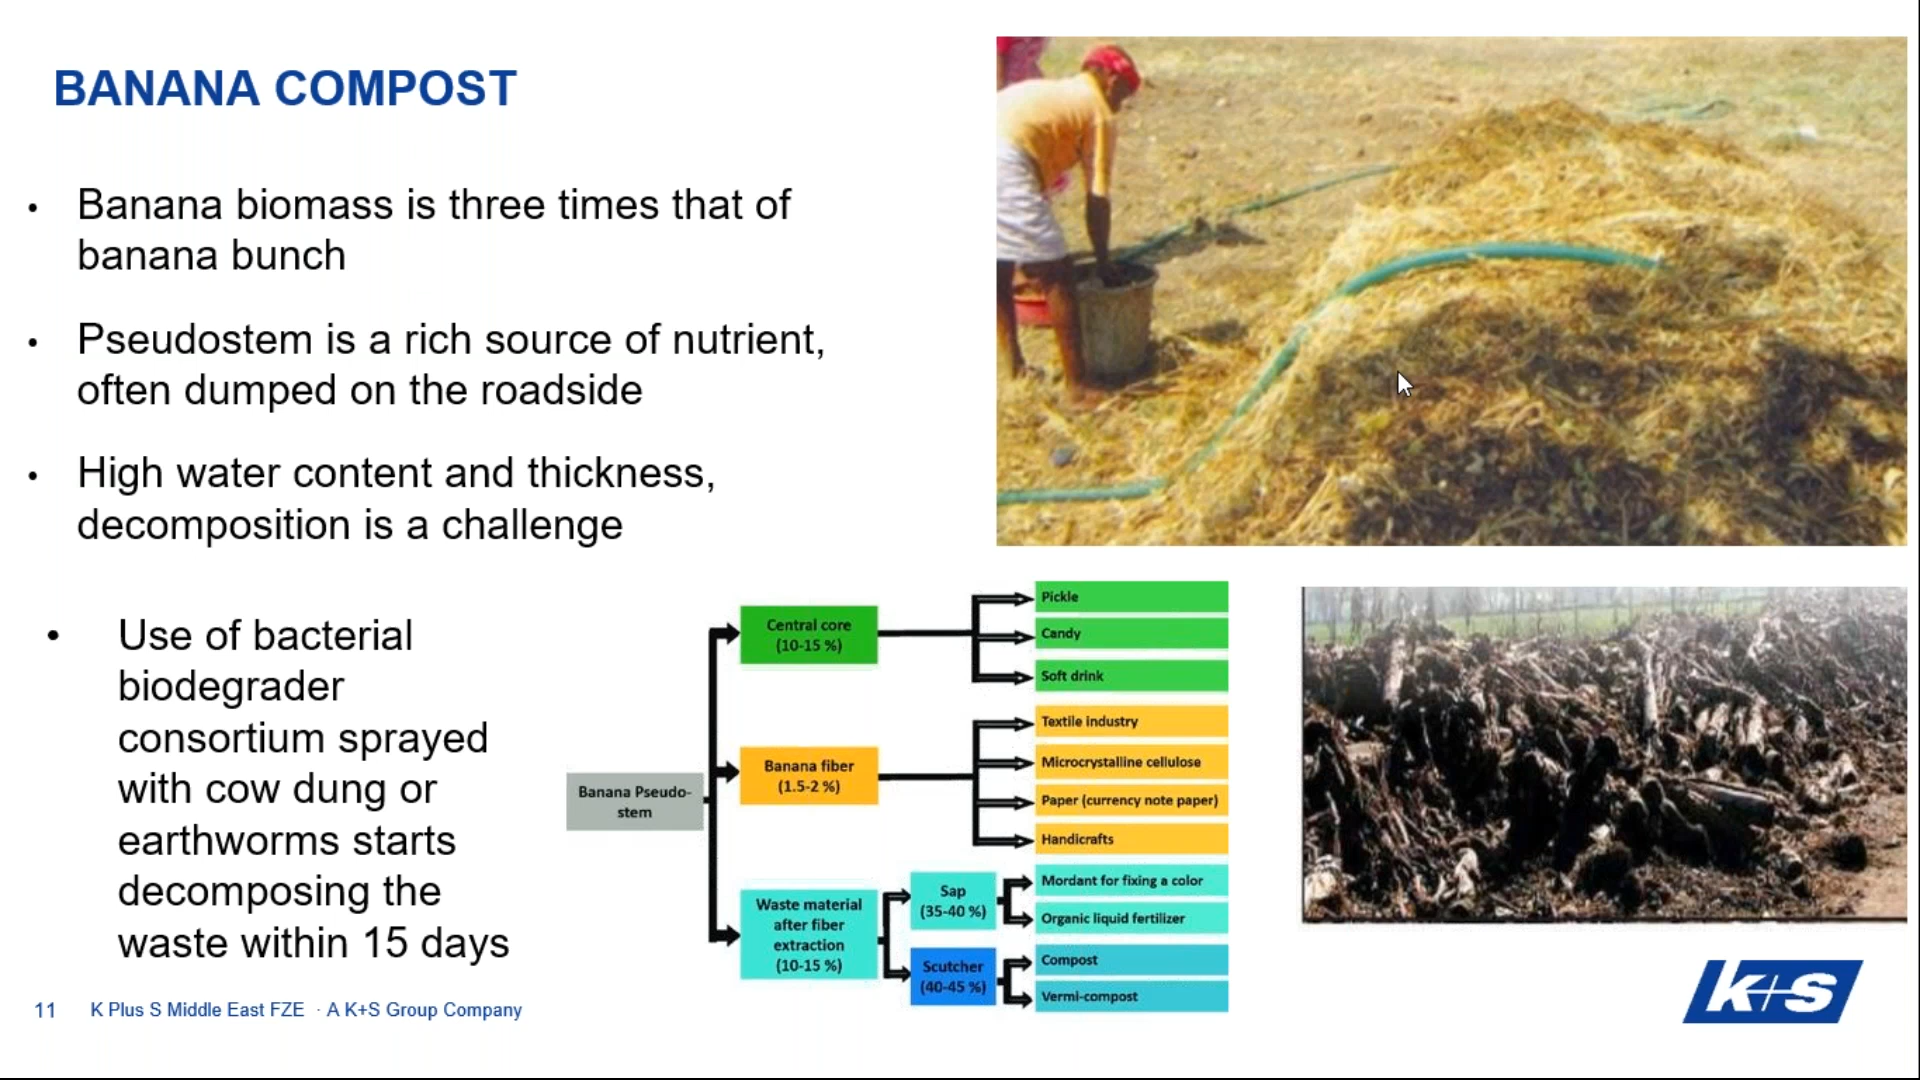 BANANA COMPOST
• Banana biomass is three times that of
banana bunch
• Pseudostem is a rich source of nutrient,
often dumped on the roadside
• High water content and thickness,
decomposition is a challenge
• Use of bacterial
biodegrader
consortium sprayed
with cow dung or
earthworms starts
decomposing the
waste within 15 days
Banana Pseudo-
stem
Central core
(10-15 %)
Pickle
Candy
Soft drink
Banana fiber
(1.5-2 %)
Textile industry
Microcrystalline cellulose
Paper (currency note paper)
Handicrafts
Waste material
after fiber
extraction
(10-15 %)
Sap
(35-40 %)
Mordant for fixing a color
Organic liquid fertilizer
Scutcher
(40-45 %)
Compost
Vermi-compost
11 K Plus S Middle East FZE · A K+S Group Company
K+S